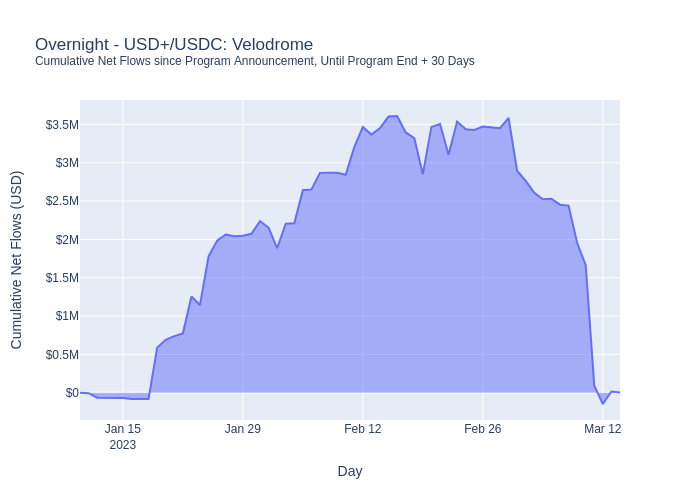 Overnight - USD+/USDC: Velodrome
Cumulative Net Flows since Program Announcement, Until Program End + 30 Days
$3.5M
$3M
$2.5M
$2M
$1.5M
$1M
$0.5M
$0
Cumulative Net Flows (USD)
Jan 15
2023
Jan 29
Feb 12
Feb 26
Mar 12
Day